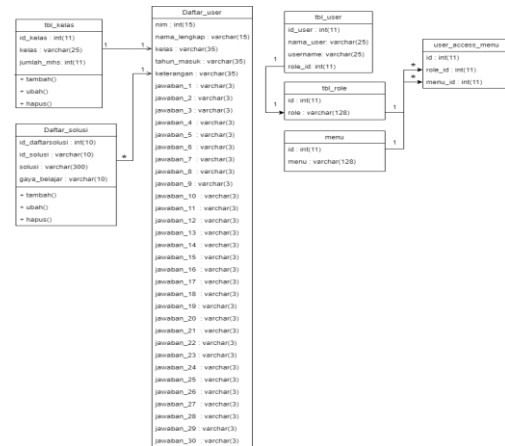 tbl_kelas
id_kelas : int(11)
kelas : varchar(25)
jumlah_mhs : int(11)
+ tambah()
+ ubah()
+ hapus()
1
1
Daftar_solusi
id_daftarsolusi : int(10)
id_solusi : varchar(10)
solusi : varchar(300)
gaya_belajar : varchar(10)
+ tambah()
+ ubah()
+ hapus()
*
1
Daftar_user
nim : int(15)
nama_lengkap : varchar(15)
kelas : varchar(35)
tahun_masuk : varchar(35)
keterangan : varchar(35)
jawaban_1 : varchar(3)
jawaban_2 : varchar(3)
jawaban_3 : varchar(3)
jawaban_4 : varchar(3)
jawaban_5 : varchar(3)
jawaban_6 : varchar(3)
jawaban_7 : varchar(3)
jawaban_8 : varchar(3)
jawaban_9 : varchar(3)
jawaban_10 : varchar(3)
jawaban_11 : varchar(3)
jawaban_12 : varchar(3)
jawaban_13 : varchar(3)
jawaban_14 : varchar(3)
jawaban_15 : varchar(3)
jawaban_16 : varchar(3)
jawaban_17 : varchar(3)
jawaban_18 : varchar(3)
jawaban_19 : varchar(3)
jawaban_20 : varchar(3)
jawaban_21 : varchar(3)
jawaban_22 : varchar(3)
jawaban_23 : varchar(3)
jawaban_24 : varchar(3)
jawaban_25 : varchar(3)
jawaban_26 : varchar(3)
jawaban_27 : varchar(3)
jawaban_28 : varchar(3)
jawaban_29 : varchar(3)
jawaban_30 : varchar(3)
tbl_user
id_user : int(11)
nama_user : varchar(25)
username : varchar(25)
role_id : int(11)
1
1
tbl_role
id : int(11)
role : varchar(128)
1
menu
id : int(11)
menu : varchar(128)
1
*
*
user_access_menu
id : int(11)
role_id : int(11)
menu_id : int(11)